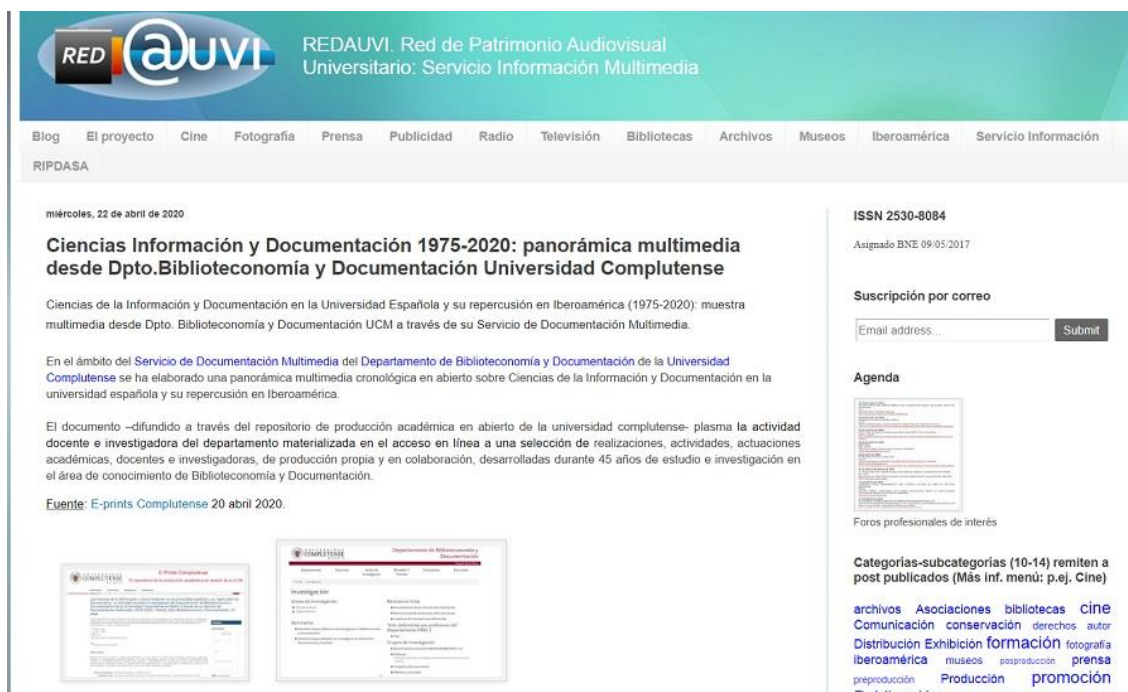 RED @UVI
REDAUVI. Red de Patrimonio Audiovisual
Universitario: Servicio Información Multimedia
Blog El proyecto Cine Fotografía Prensa Publicidad Radio Televisión Bibliotecas Archivos Museos Iberoamérica Servicio Información
RIPDASA
miércoles, 22 de abril de 2020
Ciencias Información y Documentación 1975-2020: panorámica multimedia
desde Dpto.Biblioteconomía y Documentación Universidad Complutense
Ciencias de la Información y Documentación en la Universidad Española y su repercusión en Iberoamérica (1975-2020): muestra
multimedia desde Dpto. Biblioteconomía y Documentación UCM a través de su Servicio de Documentación Multimedia.
En el ámbito del Servicio de Documentación Multimedia del Departamento de Biblioteconomía y Documentación de la Universidad
Complutense se ha elaborado una panorámica multimedia cronológica en abierto sobre Ciencias de la Información y Documentación en la
universidad española y su repercusión en Iberoamérica.
El documento –difundido a través del repositorio de producción académica en abierto de la universidad complutense- plasma la actividad
docente e investigadora del departamento materializada en el acceso en línea a una selección de realizaciones, actividades, actuaciones
académicas, docentes e investigadoras, de producción propia y en colaboración, desarrolladas durante 45 años de estudio e investigación en
el área de conocimiento de Biblioteconomía y Documentación.
Fuente: E-prints Complutense 20 abril 2020.
COMPLUTENSE
E-Prints Complutense
COMPLUTENSE
Departamento de Biblioteconomía y
Documentación
Investigación
ISSN 2530-8084
Asignado BNE 09/05/2017
Suscripción por correo
Email address... Submit
Agenda
Foros profesionales de interés
Categorías-subcategorías (10-14) remiten a
post publicados (Más inf. menú: p.ej. Cine)
archivos Asociaciones bibliotecas cine
Comunicación conservación derechos autor
Distribución Exhibición formación fotografía
iberoamérica museos posproducción prensa
preproducción Producción promoción